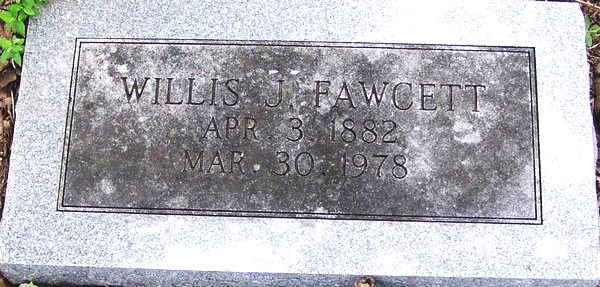 WILLIS J. FAWCETT
APR. 3, 1882
MAR. 30, 1978